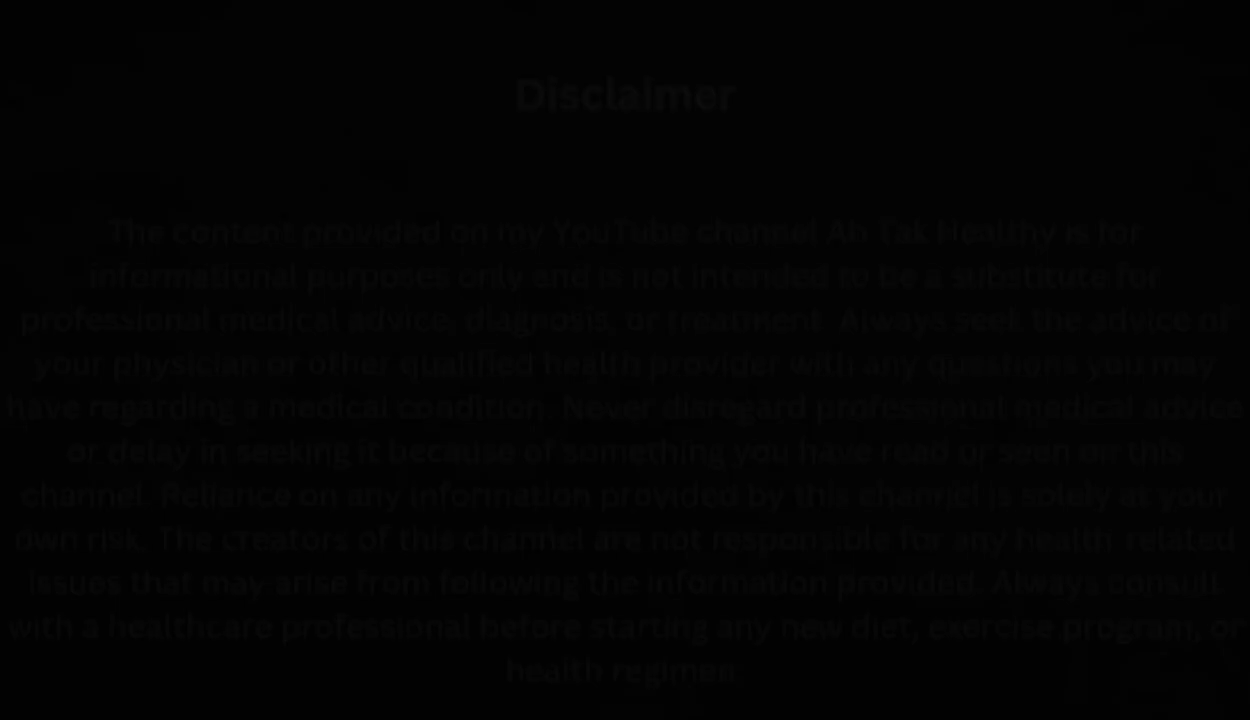 Disclaimer
The content provided on my YouTube channel Ab Tak Healthy is for
informational purposes only and is not intended to be a substitute for
professional medical advice, diagnosis, or treatment. Always seek the advice of
your physician or other qualified health provider with any questions you may
have regarding a medical condition. Never disregard professional medical advice
or delay in seeking it because of something you have read or seen on this
channel. Reliance on any information provided by this channel is solely at your
own risk. The creators of this channel are not responsible for any health-related
issues that may arise from following the information provided. Always consult
with a healthcare professional before starting any new diet, exercise program, or
health regimen.